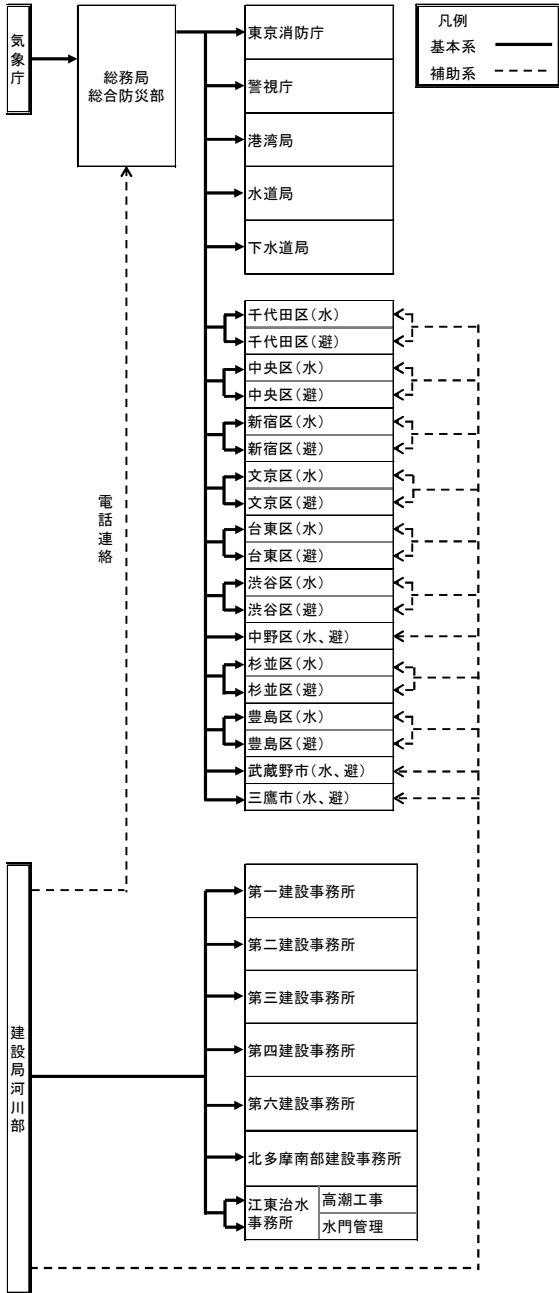 気象庁
総務局
総合防災部
東京消防庁
警視庁
港湾局
水道局
下水道局
凡例
基本系
補助系
千代田区(水)
千代田区(避)
中央区(水)
中央区(避)
新宿区(水)
新宿区(避)
文京区(水)
文京区(避)
台東区(水)
台東区(避)
渋谷区(水)
渋谷区(避)
中野区(水、避)
杉並区(水)
杉並区(避)
豊島区(水)
豊島区(避)
武蔵野市(水、避)
三鷹市(水、避)
電話連絡
建設局河川部
第一建設事務所
第二建設事務所
第三建設事務所
第四建設事務所
第六建設事務所
北多摩南部建設事務所
江東治水
事務所
高潮工事
水門管理